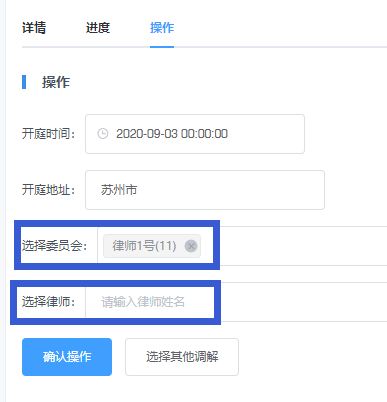 详情 进度 操作
操作
开庭时间： 2020-09-03 00:00:00
开庭地址： 苏州市
选择委员会： 律师1号(11)
选择律师： 请输入律师姓名
确认操作 选择其他调解